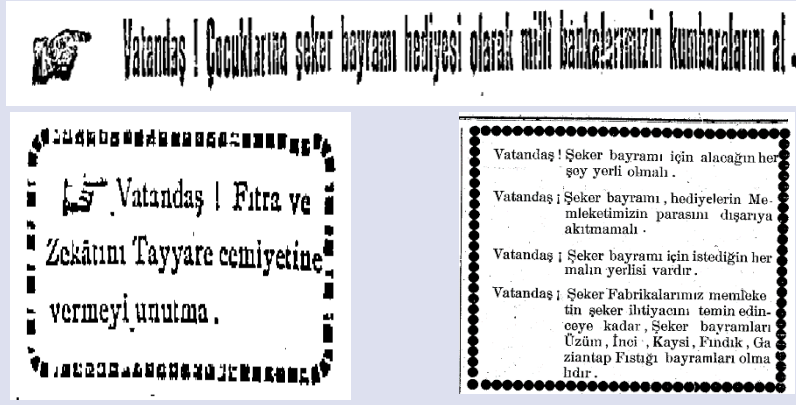 Vatandaş ! Çocuklarına şeker bayramı hediyesi olarak milli bankalarımızın kumbaralarını al .
Vatandaş ! Fıtra ve
Zekâtını Tayyare cemiyetine
vermeyi unutma .
Vatandaş ! Şeker bayramı için alacağın her
şey yerli olmalı .
Vatandaş ¡ Şeker bayramı , hediyelerin Me-
mleketimizin parasını dışarıya
akıtmamalı .
Vatandaş ¡ Şeker bayramı için istediğin her
malın yerlisi vardır .
Vatandaş ¡ Şeker Fabrikalarımız memleke
tin şeker ihtiyacını temin edin-
ceye kadar , Şeker bayramları
Üzüm , İnci , Kaysi , Fındık , Ga
ziantap Fıstığı bayramları olma
lıdır .